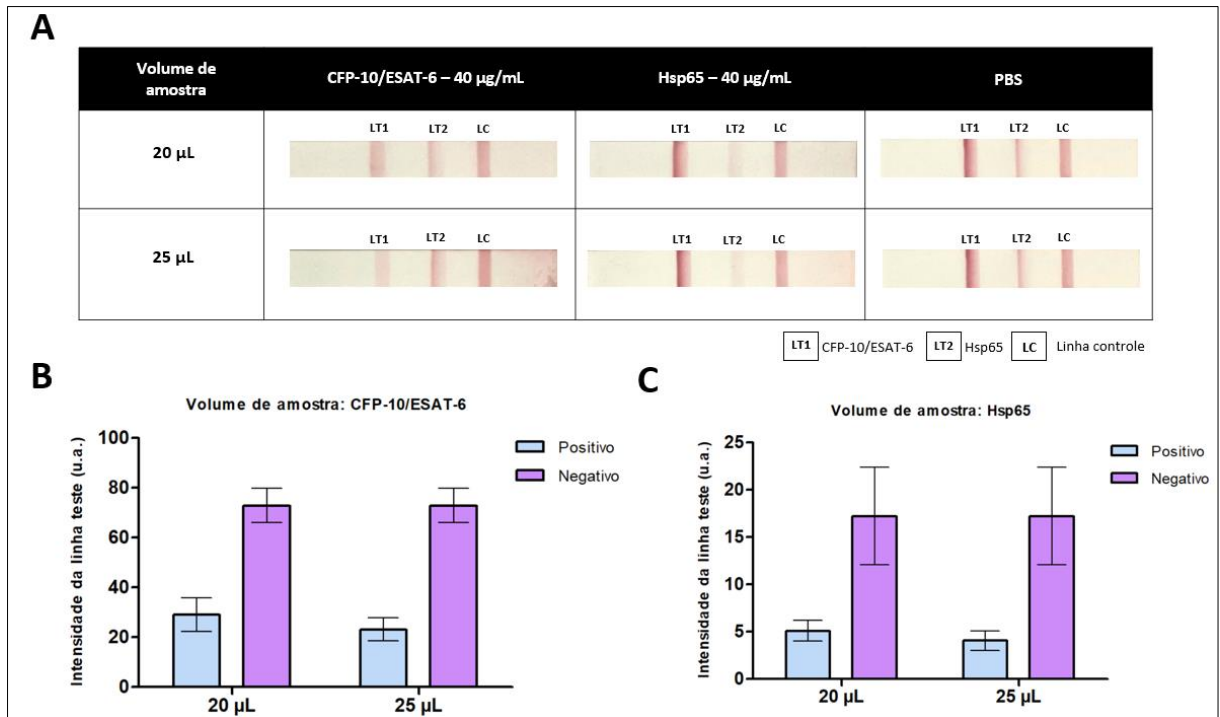 A
Volume de
amostra
CFP-10/ESAT-6 – 40 µg/mL
Hsp65 – 40 µg/mL
PBS
20 µL
LT1 LT2 LC
LT1 LT2 LC
LT1 LT2 LC
25 µL
LT1 LT2 LC
LT1 LT2 LC
LT1 LT2 LC
LT1 CFP-10/ESAT-6 LT2 Hsp65 LC Linha controle
B
Volume de amostra: CFP-10/ESAT-6
Intensidade da linha teste (u.a.)
100
80
60
40
20
0
20 µL 25 µL
Positivo
Negativo
C
Volume de amostra: Hsp65
Intensidade da linha teste (u.a.)
25
20
15
10
5
0
20 µL 25 µL
Positivo
Negativo